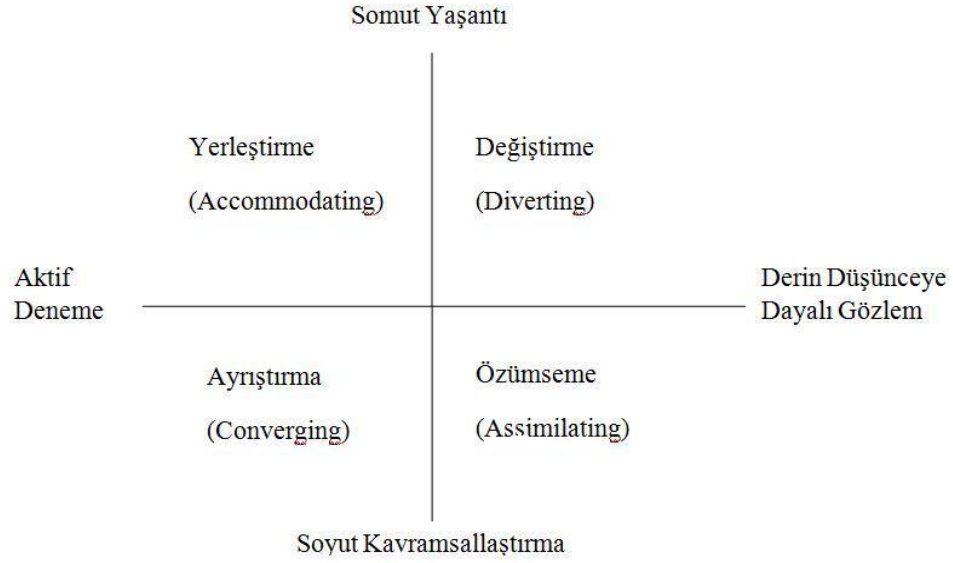 Somut Yaşantı
Yerleştirme
(Accommodating)
Değiştirme
(Diverting)
Aktif
Deneme
Derin Düşünceye
Dayalı Gözlem
Ayrıştırma
(Converging)
Özümseme
(Assimilating)
Soyut Kavramsallaştırma